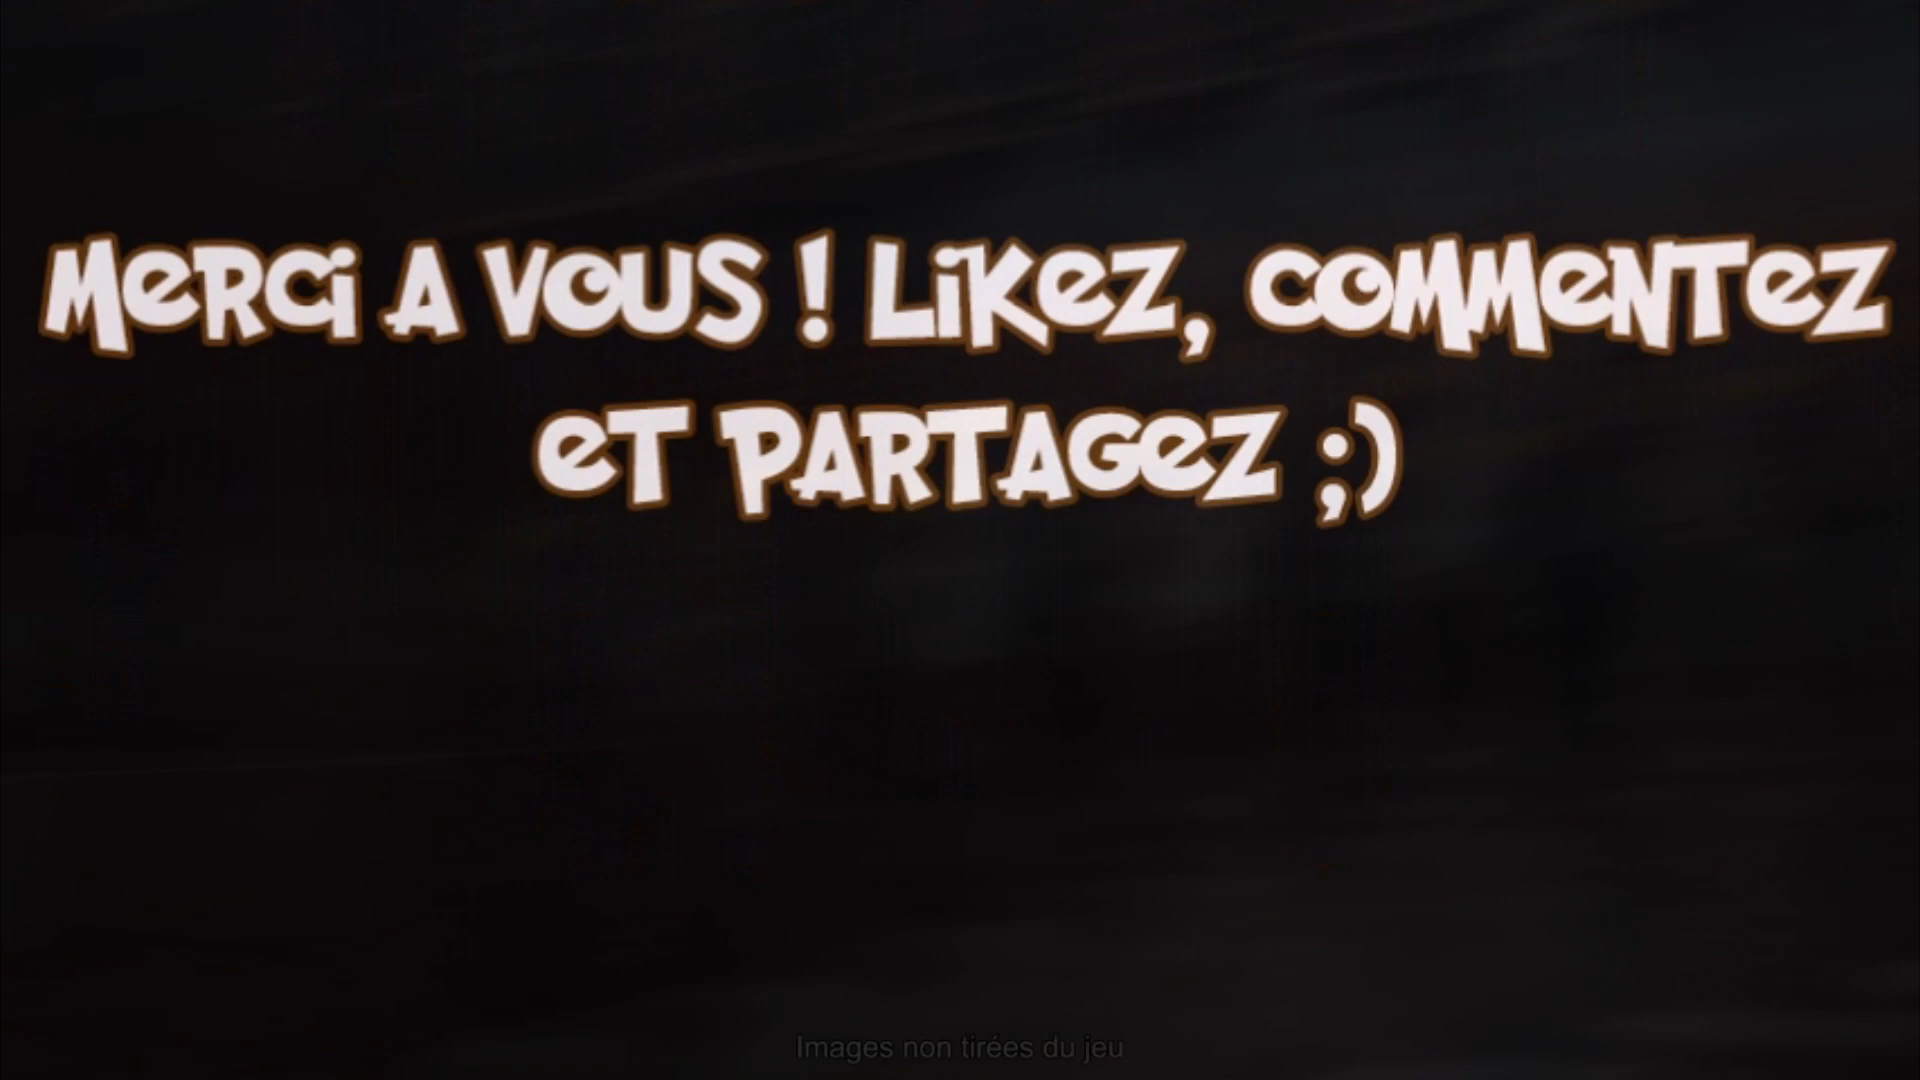 MeRCi A VOUS ! LiKeZ, COMMeNTeZ
eT PARTAGeZ ;)
Images non tirées du jeu